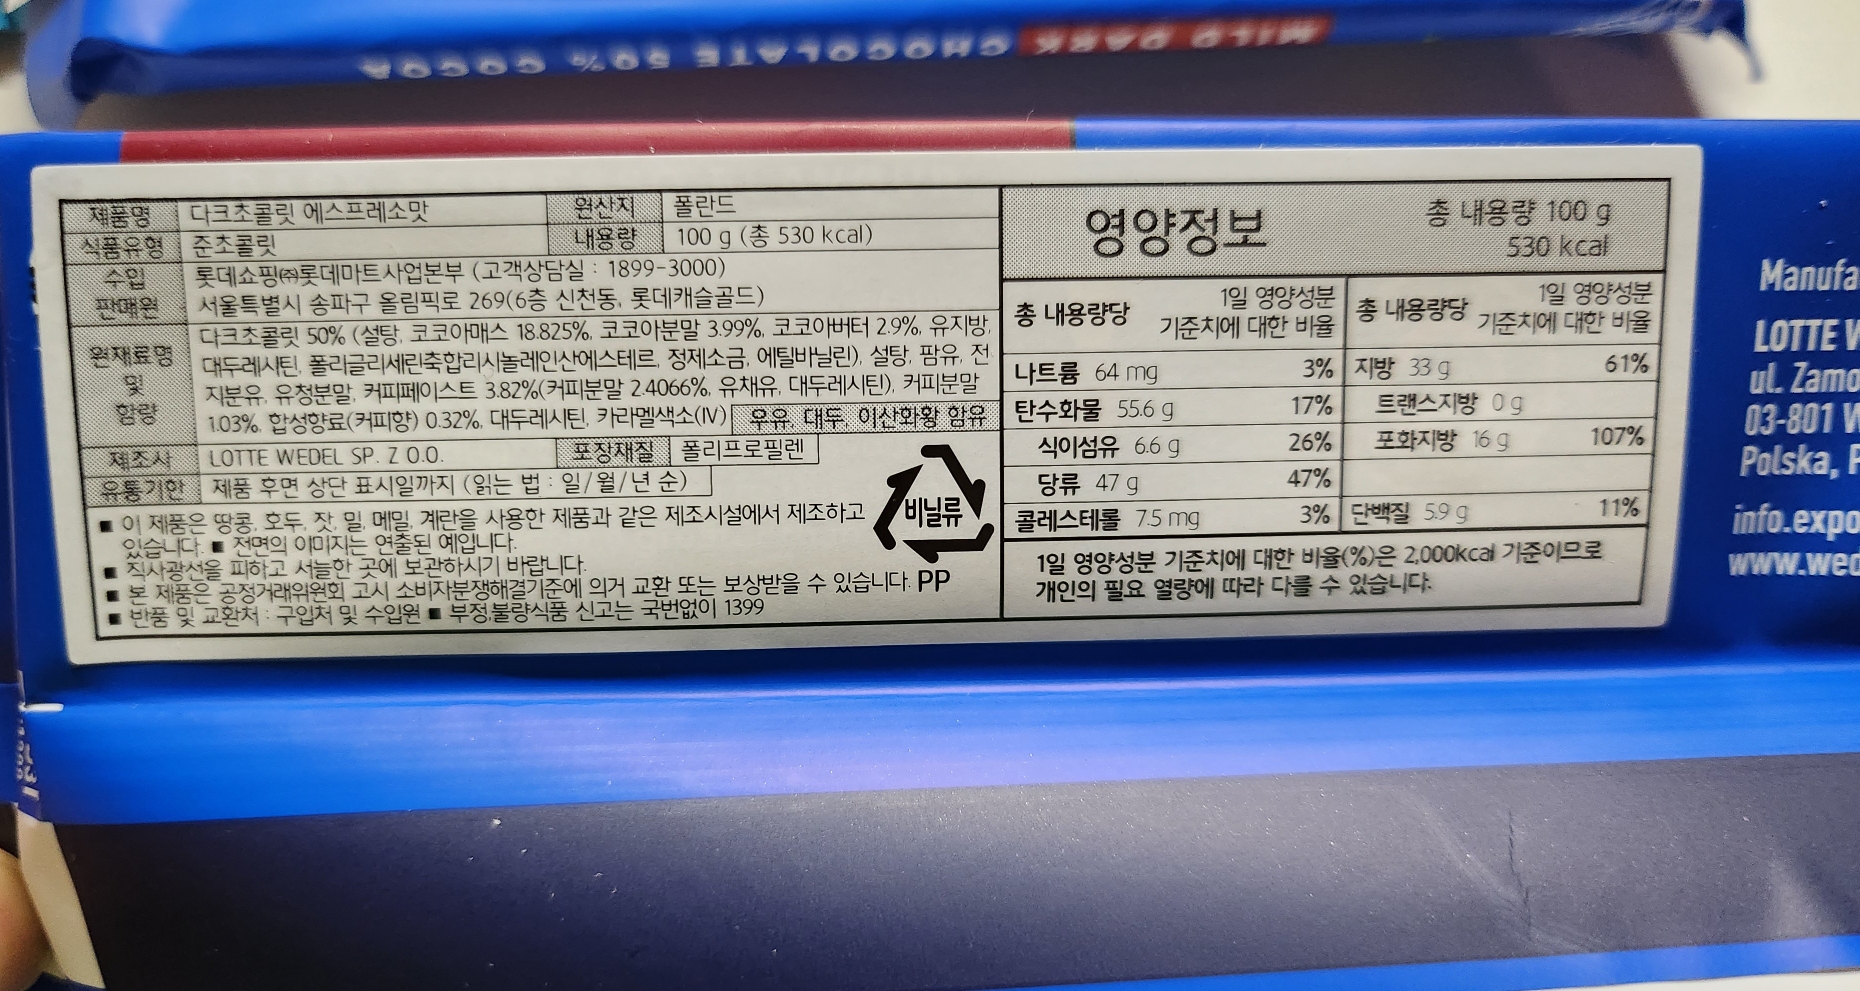 MILD DARK CHOCOLATE 50% COCOA
제품명 다크초콜릿 에스프레소맛 원산지 폴란드
식품유형 준초콜릿 내용량 100 g (총 530 kcal)
수입 판매원 롯데쇼핑㈜롯데마트사업본부 (고객상담실 : 1899-3000)
서울특별시 송파구 올림픽로 269(6층 신천동, 롯데캐슬골드)
원재료명 및 함량 다크초콜릿 50% (설탕, 코코아매스 18.825%, 코코아분말 3.99%, 코코아버터 2.9%, 유지방,
대두레시틴, 폴리글리세린축합리시놀레인산에스테르, 정제소금, 에틸바닐린), 설탕, 팜유, 전
지분유, 유청분말, 커피페이스트 3.82%(커피분말 2.4066%, 유채유, 대두레시틴), 커피분말
1.03%, 합성향료(커피향) 0.32%, 대두레시틴, 카라멜색소(IV) 우유, 대두, 이산화황 함유
제조사 LOTTE WEDEL SP. Z O.O. 포장재질 폴리프로필렌
유통기한 제품 후면 상단 표시일까지 (읽는 법 : 일/월/년 순)
■ 이 제품은 땅콩, 호두, 잣, 밀, 메밀, 계란을 사용한 제품과 같은 제조시설에서 제조하고
있습니다. ■ 전면의 이미지는 연출된 예입니다.
■ 직사광선을 피하고 서늘한 곳에 보관하시기 바랍니다.
■ 본 제품은 공정거래위원회 고시 소비자분쟁해결기준에 의거 교환 또는 보상받을 수 있습니다.
■ 반품 및 교환처 : 구입처 및 수입원 ■ 부정,불량식품 신고는 국번없이 1399
비닐류
PP
영양정보 총 내용량 100 g
530 kcal
총 내용량당 1일 영양성분 기준치에 대한 비율 총 내용량당 1일 영양성분 기준치에 대한 비율
나트륨 64 mg 3% 지방 33 g 61%
탄수화물 55.6 g 17% 트랜스지방 0 g
식이섬유 6.6 g 26% 포화지방 16 g 107%
당류 47 g 47%
콜레스테롤 7.5 mg 3% 단백질 5.9 g 11%
1일 영양성분 기준치에 대한 비율(%)은 2,000kcal 기준이므로
개인의 필요 열량에 따라 다를 수 있습니다.
Manufa
LOTTE W
ul. Zamo
03-801 W
Polska, P
info.expo
www.wed